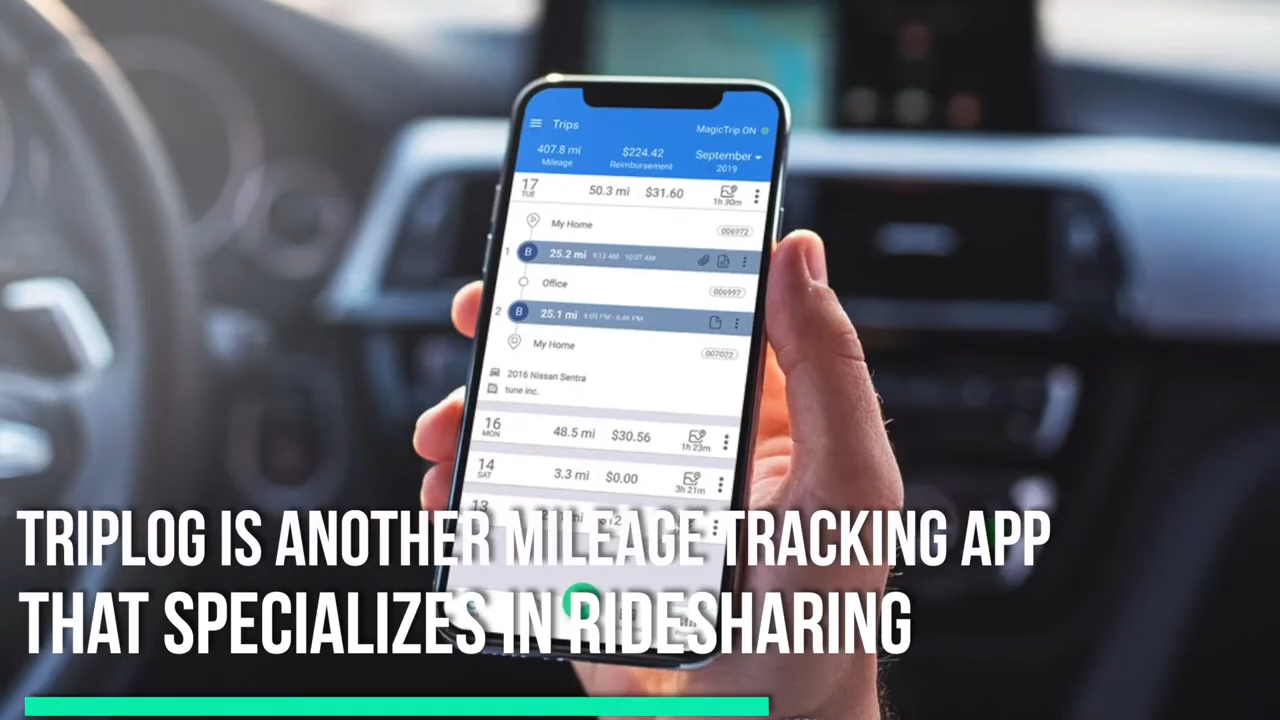 Trips
MagicTrip ON
407.8 mi
Mileage
$224.42
Reimbursement
September
2019
17
TUE
50.3 mi
$31.60
1h 30m
My Home
006972
1
B
25.2 mi
9:13 AM - 10:07 AM
Office
006997
2
B
25.1 mi
6:09 PM - 6:46 PM
My Home
007022
2016 Nissan Sentra
tune inc.
16
MON
48.5 mi
$30.56
1h 23m
14
SAT
3.3 mi
$0.00
3h 21m
13
TRIPLOG IS ANOTHER MILEAGE TRACKING APP
THAT SPECIALIZES IN RIDESHARING